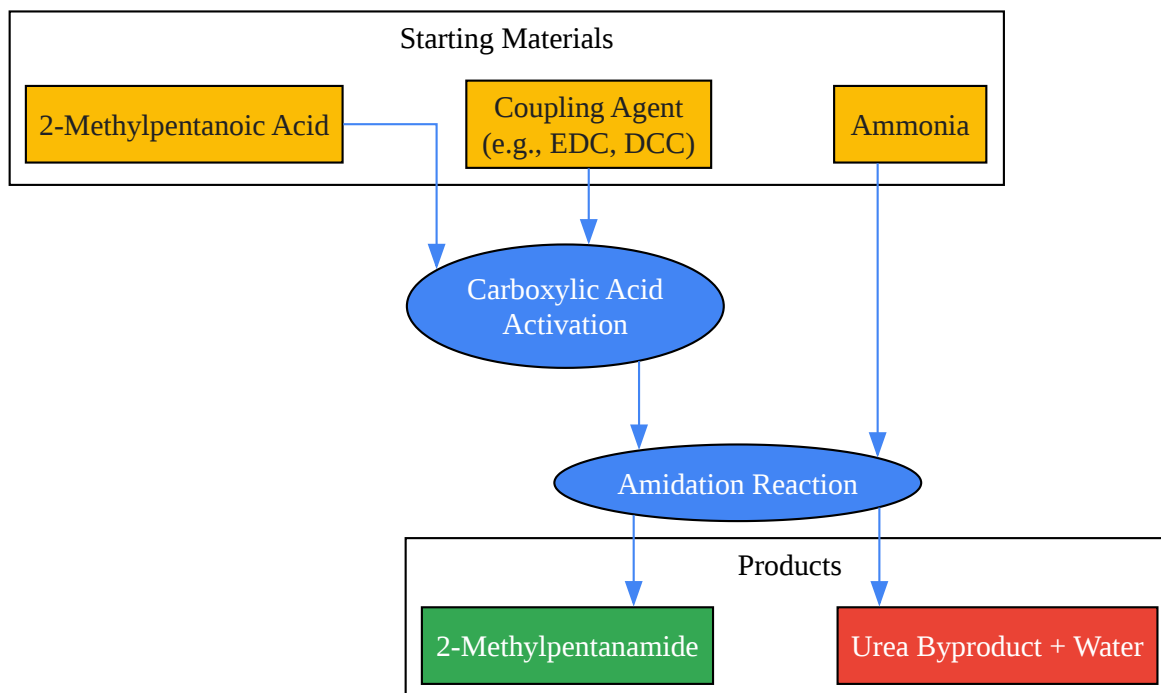 Starting Materials
2-Methylpentanoic Acid
Coupling Agent
(e.g., EDC, DCC)
Ammonia
Carboxylic Acid
Activation
Amidation Reaction
Products
2-Methylpentanamide
Urea Byproduct + Water